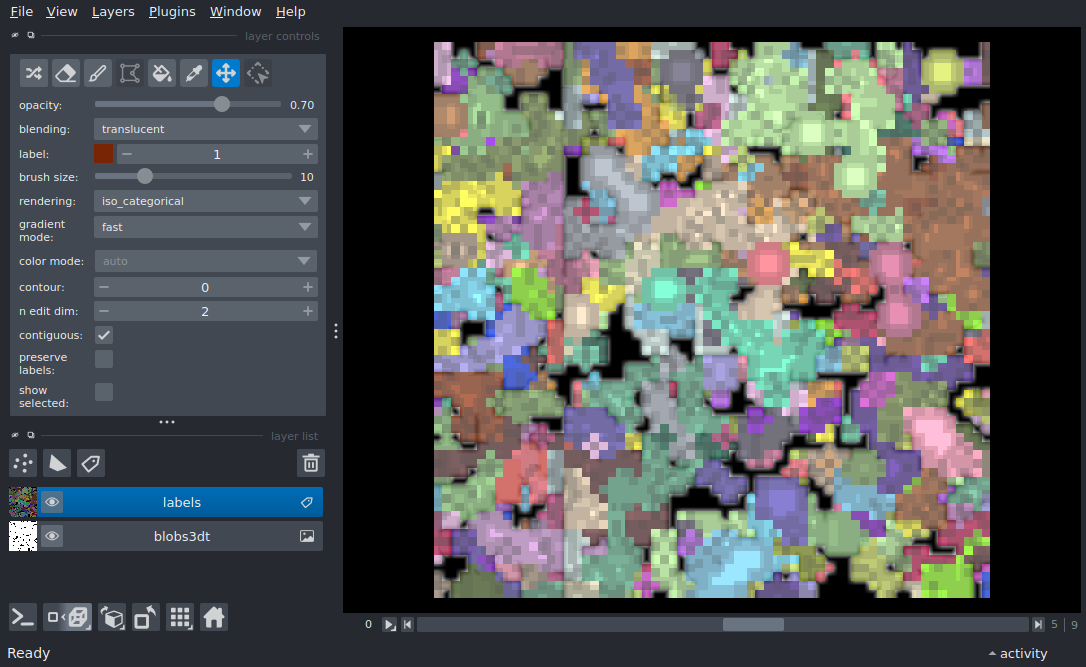 File View Layers Plugins Window Help
layer controls
opacity: 0.70
blending: translucent
label: 1
brush size: 10
rendering: iso_categorical
gradient
mode: fast
color mode: auto
contour: 0
n edit dim: 2
contiguous:
preserve
labels:
show
selected:
layer list
labels
blobs3dt
0 5 | 9
Ready activity